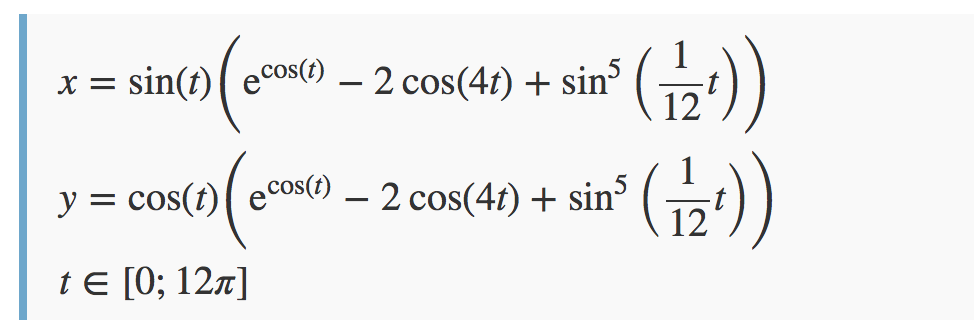 x = sin(t)(e^cos(t) − 2 cos(4t) + sin^5(1/12 t))
y = cos(t)(e^cos(t) − 2 cos(4t) + sin^5(1/12 t))
t ∈ [0; 12π]